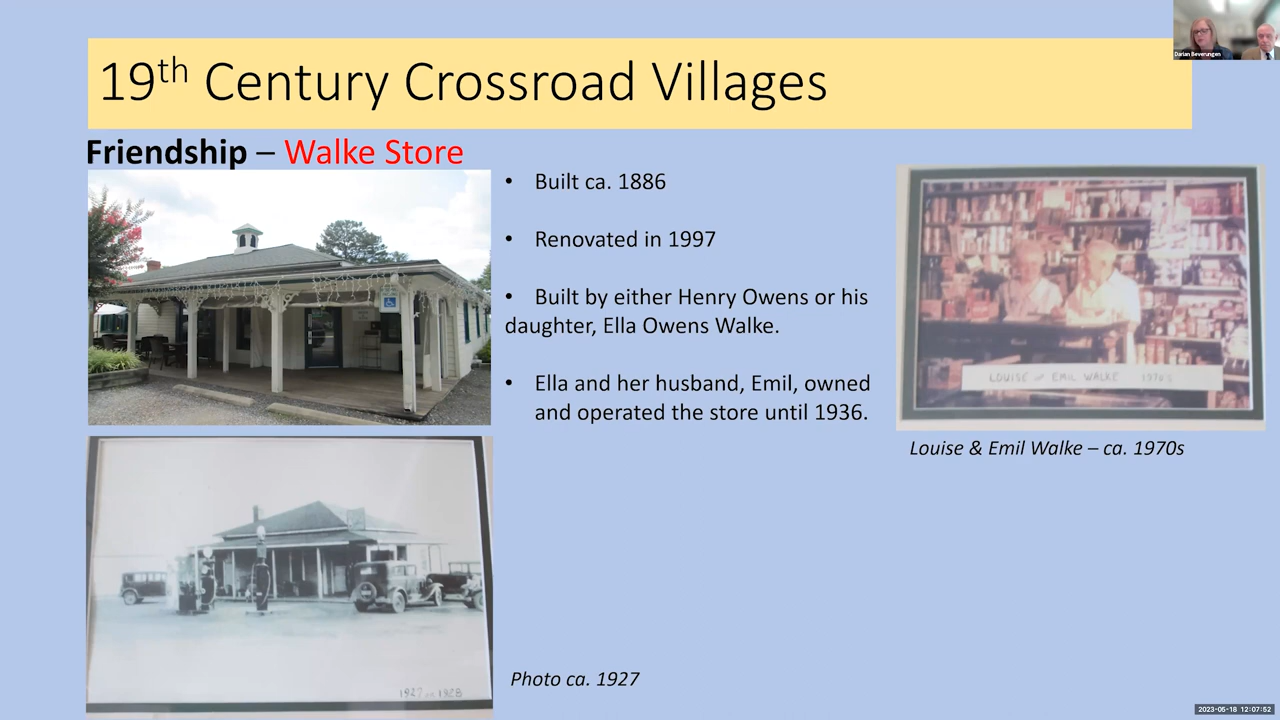 Darian Beverungen
19th Century Crossroad Villages
Friendship – Walke Store
• Built ca. 1886
• Renovated in 1997
• Built by either Henry Owens or his
daughter, Ella Owens Walke.
• Ella and her husband, Emil, owned
and operated the store until 1936.
LOUISE and EMIL WALKE 1970s
Louise & Emil Walke – ca. 1970s
1927 or 1928
Photo ca. 1927
2023-05-18 12:07:52